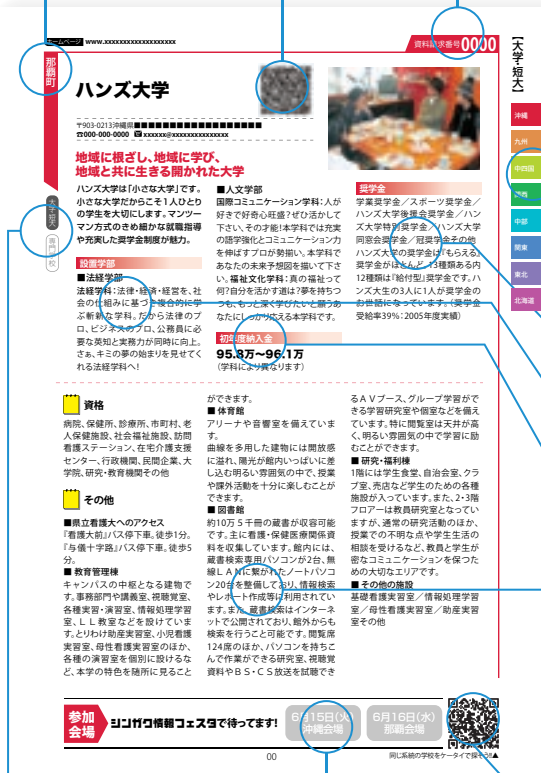 ホームページ www.xxxxxxxxxxxxxxxxxxx
資料請求番号0000
【大学・短大】
那覇町
ハンズ大学
〒903-0213沖縄県■■■■■■■■■■■■■■■■■
☎000-000-0000 xxxxxx@xxxxxxxxxxxxxx
地域に根ざし、地域に学び、
地域と共に生きる開かれた大学
ハンズ大学は「小さな大学」です。
小さな大学だからこそ1人ひとり
の学生を大切にします。マンツー
マン方式のきめ細かな就職指導
や充実した奨学金制度が魅力。
大学・短大
専門学校
設置学部
■法経学部
法経学科:法律・経済・経営を、社
会の仕組みに基づき複合的に学
ぶ斬新な学科。だから法律のプ
ロ、ビジネスのプロ、公務員に必
要な英知と実務力が同時に向上。
さぁ、キミの夢の始まりを見せてく
れる法経学科へ!
■人文学部
国際コミュニケーション学科:人が
好きで好奇心旺盛?ぜひ活かして
下さい、その才能!本学科では充実
の語学強化とコミュニケーション力
を伸ばすプロが勢揃い。本学科で
あなたの未来予想図を描いて下さ
い。福祉文化学科:真の福祉って
何?自分を活かす道は?夢を持ちつ
つも、もっと深く学びたいと願うあ
なたにしっかり応える本学科です。
初年度納入金
95.8万〜96.1万
(学科により異なります)
奨学金
学業奨学金/スポーツ奨学金/
ハンズ大学後援会奨学金/ハン
ズ大学特別奨学金/ハンズ大学
同窓会奨学金/冠奨学金その他
ハンズ大学の奨学金は『もらえる』
奨学金がほとんど。13種類ある内
12種類は『給付型』奨学金です。ハ
ンズ大生の3人に1人が奨学金の
お世話になっています。(奨学金
受給率39%:2005年度実績)
沖縄
九州
中四国
関西
中部
関東
東北
北海道
資格
病院、保健所、診療所、市町村、老
人保健施設、社会福祉施設、訪問
看護ステーション、在宅介護支援
センター、行政機関、民間企業、大
学院、研究・教育機関その他
その他
■県立看護大へのアクセス
『看護大前』バス停下車。徒歩1分。
『与儀十字路』バス停下車。徒歩5
分。
■ 教育管理棟
キャンパスの中枢となる建物で
す。事務部門や講義室、視聴覚室、
各種実習・演習室、情報処理学習
室、ＬＬ教室などを設けていま
す。とりわけ助産実習室、小児看護
実習室、母性看護実習室のほか、
各種の演習室を個別に設けるな
ど、本学の特色を随所に見ること
ができます。
■ 体育館
アリーナや音響室を備えていま
す。
曲線を多用した建物には開放感
に溢れ、陽光が館内いっぱいに差
し込む明るい雰囲気の中で、授業
や課外活動を十分に楽しむことが
できます。
■ 図書館
約10万５千冊の蔵書が収容可能
です。主に看護・保健医療関係資
料を収集しています。館内には、
蔵書検索専用パソコンが2台、無
線ＬＡＮに繋がれたノートパソコ
ン20台を整備しており、情報検索
やレポート作成等に利用されてい
ます。また、蔵書検索はインターネ
ットで公開されており、館外からも
検索を行うこと可能です。閲覧席
124席のほか、パソコンを持ちこ
んで作業ができる研究室、視聴覚
資料やＢＳ・ＣＳ放送を試聴でき
るＡＶブース、グループ学習がで
きる学習研究室や個室などを備え
ています。特に閲覧室は天井が高
く、明るい雰囲気の中で学習に励
むことができます。
■ 研究・福利棟
1階には学生食堂、自治会室、クラ
ブ室、売店など学生のための各種
施設が入っています。また、2・3階
フロアーは教員研究室となってい
ますが、通常の研究活動のほか、
授業での不明な点や学生生活の
相談を受けるなど、教員と学生が
密なコミュニケーションを保つた
めの大切なエリアです。
■ その他の施設
基礎看護実習室/情報処理学習
室/母性看護実習室/助産実習
室その他
参加
会場
シンガク情報フェスタで待ってます!
6月15日(火)
沖縄会場
6月16日(水)
那覇会場
00
同じ系統の学校をケータイで探そう!!▲